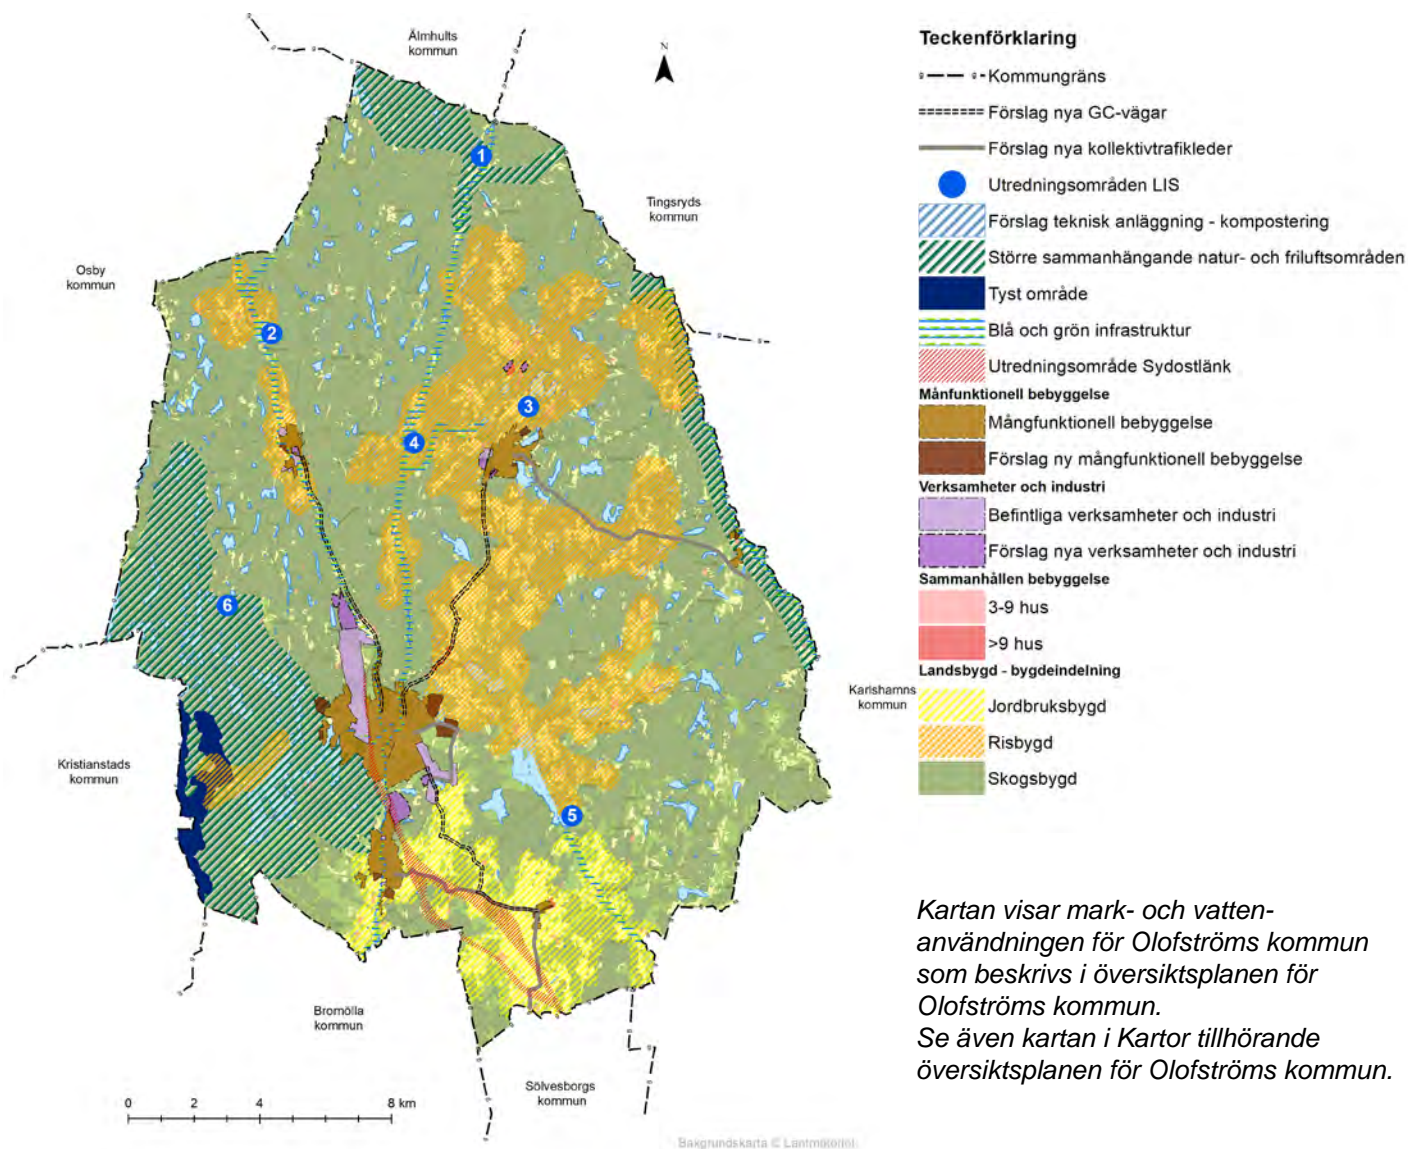 Älmhults
kommun
N
Tingsryds
kommun
Osby
kommun
Karlshamns
kommun
Kristianstads
kommun
Bromölla
kommun
Sölvesborgs
kommun
1
2
3
4
5
6
0 2 4 8 km
Bakgrundskarta © Lantmäteriet
Teckenförklaring
Kommungräns
Förslag nya GC-vägar
Förslag nya kollektivtrafikleder
Utredningsområden LIS
Förslag teknisk anläggning - kompostering
Större sammanhängande natur- och friluftsområden
Tyst område
Blå och grön infrastruktur
Utredningsområde Sydostlänk
Månfunktionell bebyggelse
Mångfunktionell bebyggelse
Förslag ny mångfunktionell bebyggelse
Verksamheter och industri
Befintliga verksamheter och industri
Förslag nya verksamheter och industri
Sammanhållen bebyggelse
3-9 hus
>9 hus
Landsbygd - bygdeindelning
Jordbruksbygd
Risbygd
Skogsbygd
Kartan visar mark- och vatten-
användningen för Olofströms kommun
som beskrivs i översiktsplanen för
Olofströms kommun.
Se även kartan i Kartor tillhörande
översiktsplanen för Olofströms kommun.